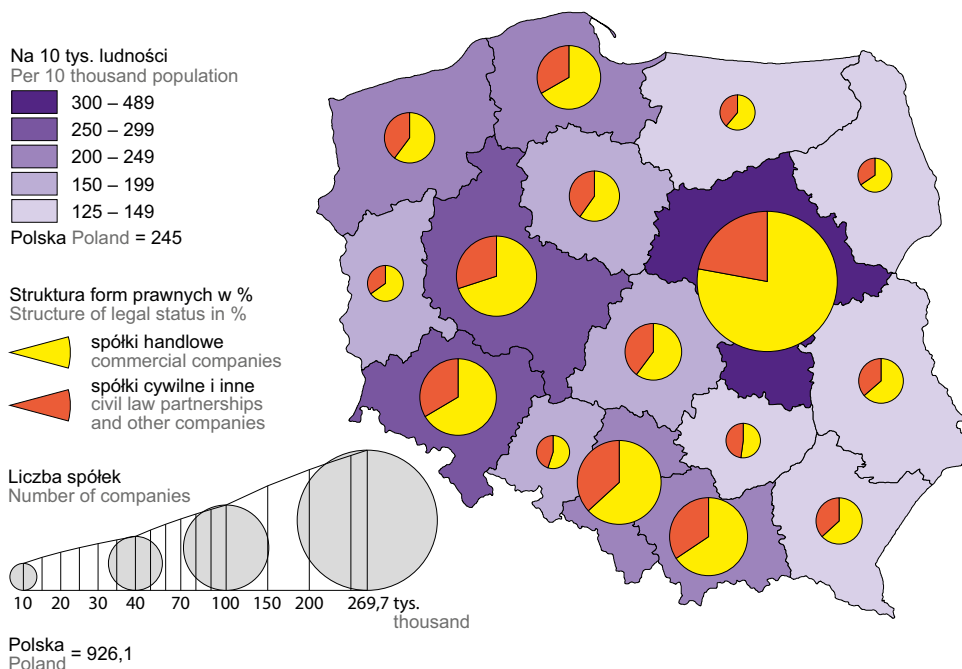 Na 10 tys. ludności
Per 10 thousand population
300 – 489
250 – 299
200 – 249
150 – 199
125 – 149
Polska Poland = 245
Struktura form prawnych w %
Structure of legal status in %
spółki handlowe
commercial companies
spółki cywilne i inne
civil law partnerships
and other companies
Liczba spółek
Number of companies
10 20 30 40 70 100 150 200 269,7 tys.
thousand
Polska
Poland = 926,1